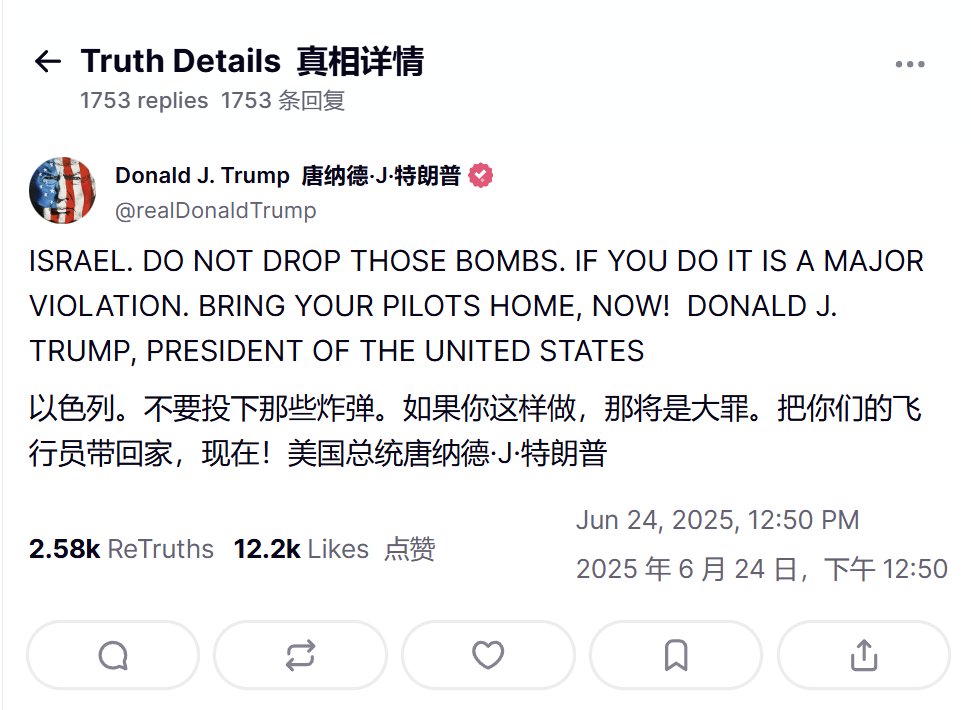 Truth Details 真相详情
1753 replies 1753 条回复
Donald J. Trump 唐纳德·J·特朗普
@realDonaldTrump
ISRAEL. DO NOT DROP THOSE BOMBS. IF YOU DO IT IS A MAJOR
VIOLATION. BRING YOUR PILOTS HOME, NOW! DONALD J.
TRUMP, PRESIDENT OF THE UNITED STATES
以色列。不要投下那些炸弹。如果你这样做，那将是大罪。把你们的飞
行员带回家，现在！美国总统唐纳德·J·特朗普
2.58k ReTruths 12.2k Likes 点赞
Jun 24, 2025, 12:50 PM
2025 年 6 月 24 日，下午 12:50